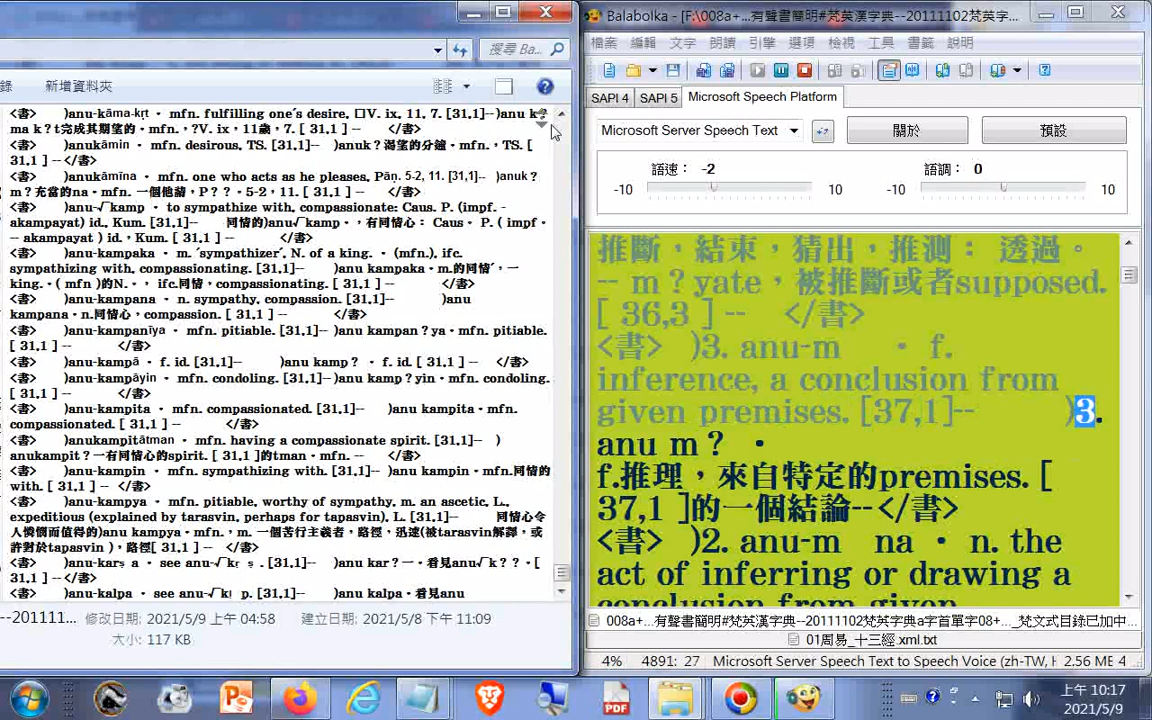 搜尋 Ba...
錄 新增資料夾
<書> )anu-kāma-kṛt ‧ mfn. fulfilling one´s desire, □V. ix, 11, 7. [31,1]--)anu k?
ma k？t完成其期望的‧mfn.，?V. ix，11歲，7. [ 31.1 ] </書>
<書> )anukāmin ‧ mfn. desirous, TS. [31,1]-- )anuk？渴望的分鐘‧mfn.，TS. [
31,1 ] --</書>
<書> )anukāmīna ‧ mfn. one who acts as he pleases, Pāṇ. 5-2, 11. [31,1]--)anuk？
m？充當的na‧mfn. 一個他請，P？？‧5-2，11. [ 31.1 ] </書>
<書> )anu-√kamp ‧ to sympathize with, compassionate: Caus. P. (impf. -
akampayat) id., Kum. [31,1]-- 同情的)anu√kamp‧，有同情心：Caus‧ P. ( impf‧
-- akampayat ) id.，Kum. [ 31,1 ] </書>
<書> )anu-kampaka ‧ m. ´sympathizer´, N. of a king. ‧ (mfn.), ifc.
sympathizing with, compassionating. [31,1]-- )anu kampaka‧m.的同情´，一
king.‧( mfn )的N.‧， ifc.同情，compassionating. [ 31.1 ] </書>
<書> )anu-kampana ‧ n. sympathy, compassion. [31,1]-- )anu
kampana‧n.同情心，compassion. [ 31,1 ] </書>
<書> )anu-kampanīya ‧ mfn. pitiable. [31,1]-- )anu kampan？ya‧mfn. pitiable.
[ 31,1 ] -- </書>
<書> )anu-kampā ‧ f. id. [31,1]-- )anu kamp？ ‧ f. id. [ 31,1 ] -- </書>
<書> )anu-kampāyin ‧ mfn. condoling. [31,1]--)anu kamp？yin‧mfn. condoling.
[ 31.1 ] </書>
<書> )anu-kampita ‧ mfn. compassionated. [31,1]-- )anu kampita‧mfn.
compassionated. [ 31.1 ] </書>
<書> )anukampitātman ‧ mfn. having a compassionate spirit. [31,1]-- )
anukampit？一有同情心的spirit. [ 31,1 ]的tman‧mfn. -- </書>
<書> )anu-kampin ‧ mfn. sympathizing with. [31,1]-- )anu kampin‧mfn.同情的
with. [ 31,1 ] -- </書>
<書> )anu-kampya ‧ mfn. pitiable, worthy of sympathy, m. an ascetic, L.,
expeditious (explained by tarasvin, perhaps for tapasvin), L. [31,1]-- 同情心令
人憐憫而值得的)anu kampya‧mfn.，m. 一個苦行主義者，路徑，迅速(被tarasvin解譯，或
許對於tapasvin )，路徑[ 31.1 ] </書>
<書> )anu-karṣ a ‧ see anu-√kṛ ṣ . [31,1]-- )anu kar？一‧看見anu√k？？‧[
31,1 ] -- </書>
<書> )anu-kalpa ‧ see anu-√kḷ p. [31,1]-- )anu kalpa‧看見anu
--201111... 修改日期: 2021/5/9 上午 04:58 建立日期: 2021/5/8 下午 11:09
大小: 117 KB
Balabolka - [F:\008a+...有聲書簡明#梵英漢字典--20111102梵英字...
檔案 編輯 文字 朗讀 引擎 選項 檢視 工具 書籤 說明
SAPI 4 SAPI 5 Microsoft Speech Platform
Microsoft Server Speech Text 關於 預設
語速： -2 語調： 0
-10 10 -10 10
推斷，結束，猜出，推測： 透過。
-- m？yate，被推斷或者supposed.
[ 36,3 ] -- </書>
<書> )3. anu-m ‧ f.
inference, a conclusion from
given premises. [37,1]-- )3.
anu m？ ‧
f.推理，來自特定的premises. [
37,1 ]的一個結論--</書>
<書> )2. anu-m na ‧ n. the
act of inferring or drawing a
conclusion from given
008a+...有聲書簡明#梵英漢字典--20111102梵英字典a字首單字08+..._梵文式目錄已加中...
01周易_十三經.xml.txt
4% 4891: 27 Microsoft Server Speech Text to Speech Voice (zh-TW, H 2,56 MB 4
上午 10:17
2021/5/9